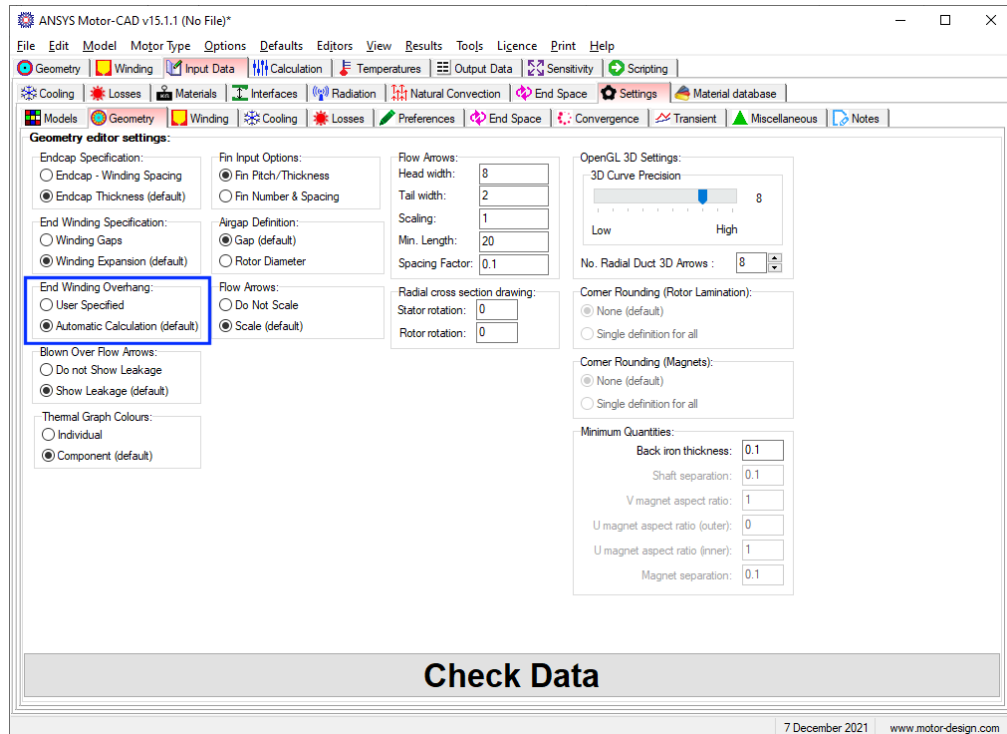 ANSYS Motor-CAD v15.1.1 (No File)*
File Edit Model Motor Type Options Defaults Editors View Results Tools Licence Print Help
Geometry Winding Input Data Calculation Temperatures Output Data Sensitivity Scripting
Cooling Losses Materials Interfaces Radiation Natural Convection End Space Settings Material database
Models Geometry Winding Cooling Losses Preferences End Space Convergence Transient Miscellaneous Notes
Geometry editor settings:
Endcap Specification:
Endcap - Winding Spacing
Endcap Thickness (default)
End Winding Specification:
Winding Gaps
Winding Expansion (default)
End Winding Overhang:
User Specified
Automatic Calculation (default)
Blown Over Flow Arrows:
Do not Show Leakage
Show Leakage (default)
Thermal Graph Colours:
Individual
Component (default)
Fin Input Options:
Fin Pitch/Thickness
Fin Number & Spacing
Airgap Definition:
Gap (default)
Rotor Diameter
Flow Arrows:
Do Not Scale
Scale (default)
Flow Arrows:
Head width: 8
Tail width: 2
Scaling: 1
Min. Length: 20
Spacing Factor: 0.1
Radial cross section drawing:
Stator rotation: 0
Rotor rotation: 0
OpenGL 3D Settings:
3D Curve Precision
8
Low High
No. Radial Duct 3D Arrows : 8
Corner Rounding (Rotor Lamination):
None (default)
Single definition for all
Corner Rounding (Magnets):
None (default)
Single definition for all
Minimum Quantities:
Back iron thickness: 0.1
Shaft separation: 0.1
V magnet aspect ratio: 1
U magnet aspect ratio (outer): 0
U magnet aspect ratio (inner): 1
Magnet separation: 0.1
Check Data
7 December 2021 www.motor-design.com